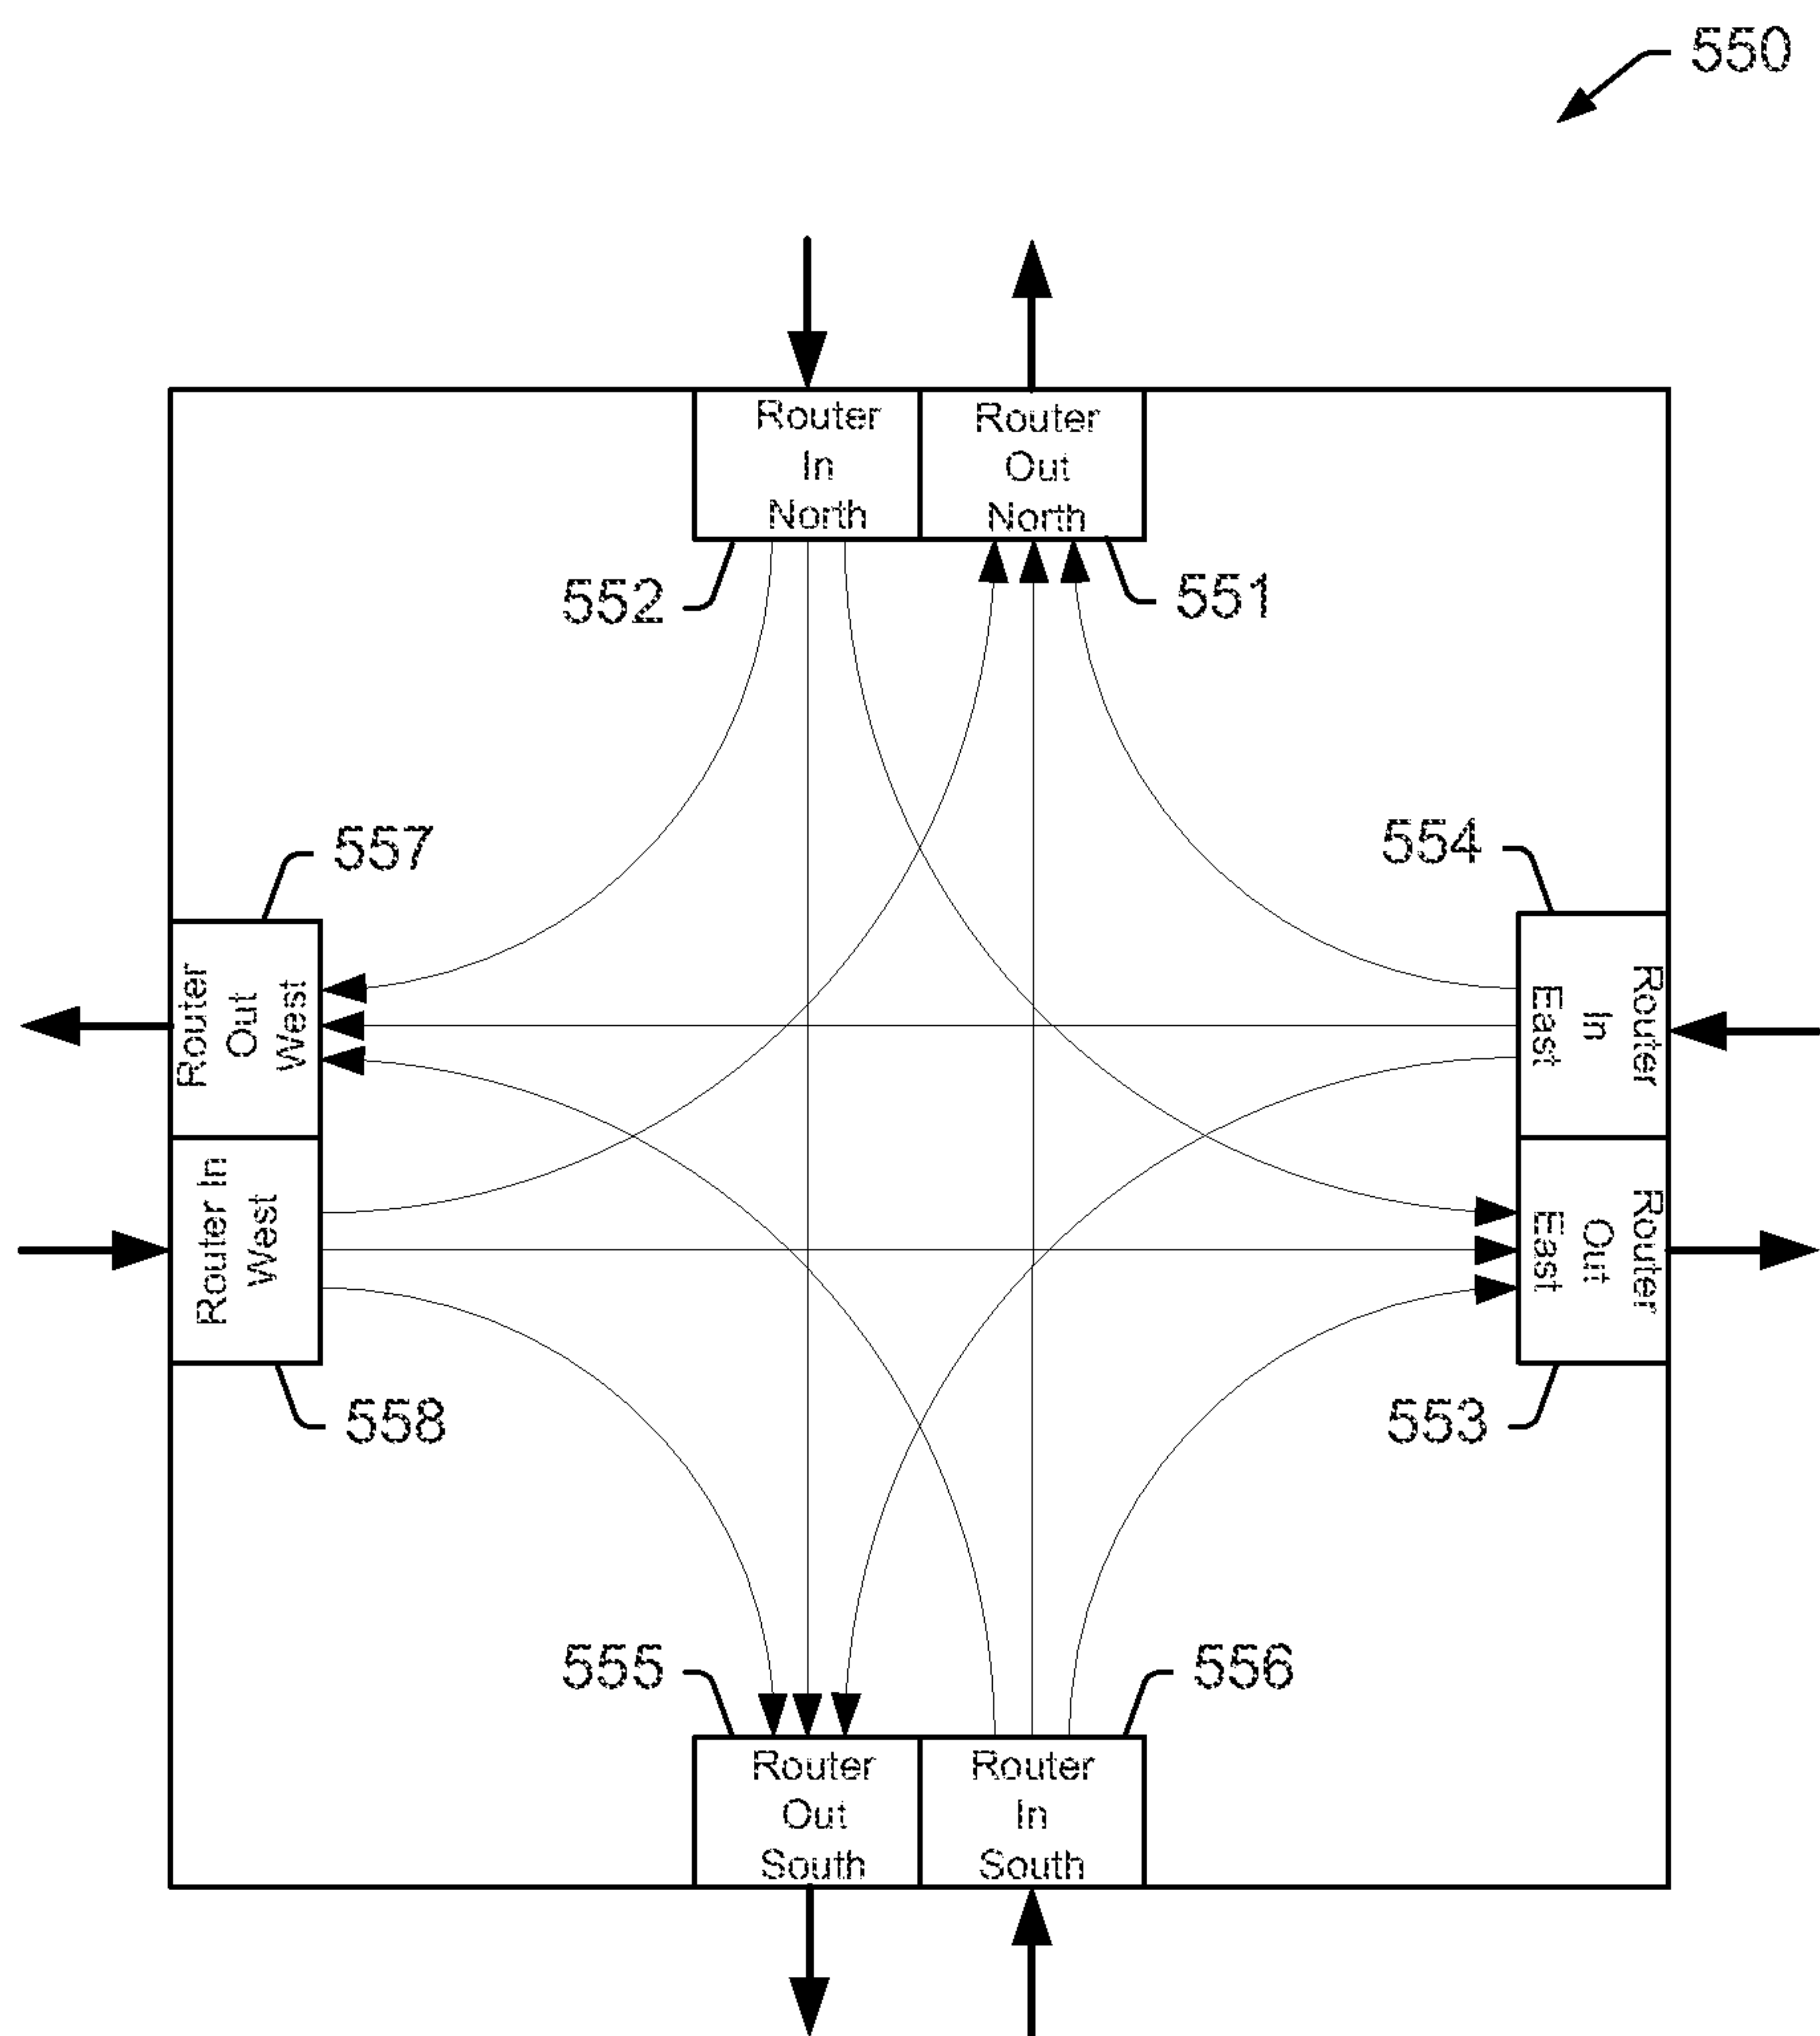 550
Router
In
North
Router
Out
North
552
551
557
554
Router
Out
West
Router
In
East
Router In
West
Router
Out
East
558
553
555
556
Router
Out
South
Router
In
South